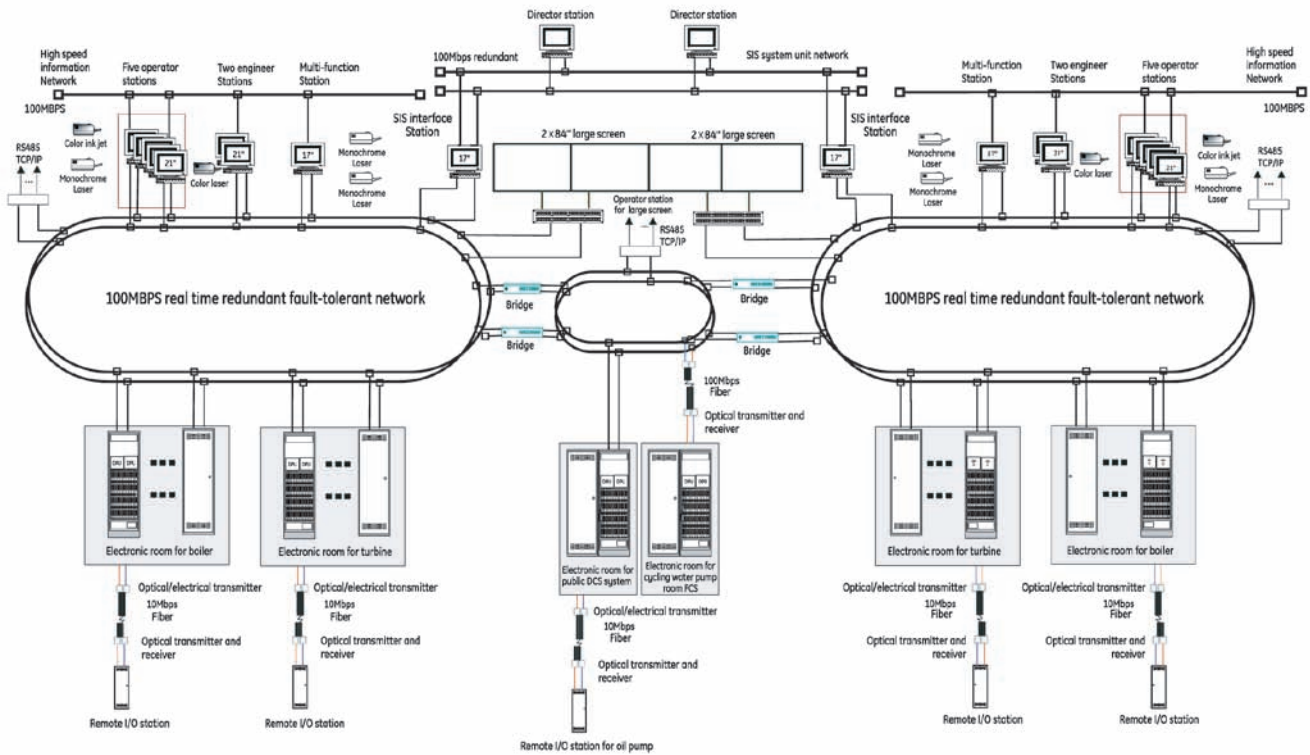 Director station
Director station
100Mbps redundant
SIS system unit network
High speed
information
Network
Five operator
stations
Two engineer
Stations
Multi-function
Station
100MBPS
SIS interface
Station
SIS interface
Station
Multi-function
Station
Two engineer
Stations
Five operator
stations
High speed
information
Network
100MBPS
2 x 84" large screen
2 x 84" large screen
RS485
TCP/IP
Color ink jet
Monochrome
Laser
21"
Color laser
21"
17"
Monochrome
Laser
Monochrome
Laser
17"
17"
Monochrome
Laser
Monochrome
Laser
Color laser
21"
Color ink jet
Monochrome
Laser
RS485
TCP/IP
Operator station
for large screen
RS485
TCP/IP
100MBPS real time redundant fault-tolerant network
Bridge
Bridge
Bridge
Bridge
100MBPS real time redundant fault-tolerant network
100Mbps
Fiber
Optical transmitter and
receiver
Electronic room for boiler
Electronic room for turbine
Electronic room for
public DCS system
Electronic room for
cycling water pump
room FCS
Electronic room for turbine
Electronic room for boiler
Optical/electrical transmitter
10Mbps
Fiber
Optical transmitter and
receiver
Remote I/O station
Optical/electrical transmitter
10Mbps
Fiber
Optical transmitter and
receiver
Remote I/O station
Optical/electrical transmitter
10Mbps
Fiber
Optical transmitter and
receiver
Remote I/O station for oil pump
Optical/electrical transmitter
10Mbps
Fiber
Optical transmitter and
receiver
Remote I/O station
Optical/electrical transmitter
10Mbps
Fiber
Optical transmitter and
receiver
Remote I/O station